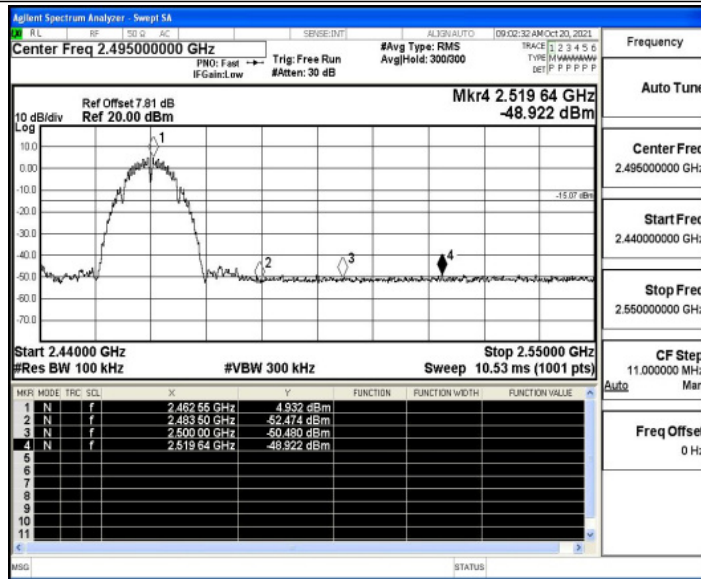 Agilent Spectrum Analyzer - Swept SA
RL RF 50 Ω AC SENSE:INT ALIGN AUTO 09:02:32 AM Oct 20, 2021
Center Freq 2.495000000 GHz
PNO: Fast Trig: Free Run
IFGain:Low #Atten: 30 dB
#Avg Type: RMS
Avg|Hold: 300/300
TRACE 1 2 3 4 5 6
TYPE
DET P P P P P P
Frequency
Auto Tune
Center Freq
2.495000000 GHz
Start Freq
2.440000000 GHz
Stop Freq
2.550000000 GHz
CF Step
11.000000 MHz
Auto Man
Freq Offset
0 Hz
Mkr4 2.519 64 GHz
-48.922 dBm
Ref Offset 7.81 dB
10 dB/div Ref 20.00 dBm
Log
10.0
0.00
-10.0
-20.0
-30.0
-40.0
-50.0
-60.0
-70.0
1
2
3
4
-15.07 dBm
Start 2.44000 GHz Stop 2.55000 GHz
#Res BW 100 kHz #VBW 300 kHz Sweep 10.53 ms (1001 pts)
MKR MODE TRC SCL X Y FUNCTION FUNCTION WIDTH FUNCTION VALUE
1 N f 2.462 55 GHz 4.932 dBm
2 N f 2.483 50 GHz -52.474 dBm
3 N f 2.500 00 GHz -50.480 dBm
4 N f 2.519 64 GHz -48.922 dBm
5
6
7
8
9
10
11
MSG STATUS